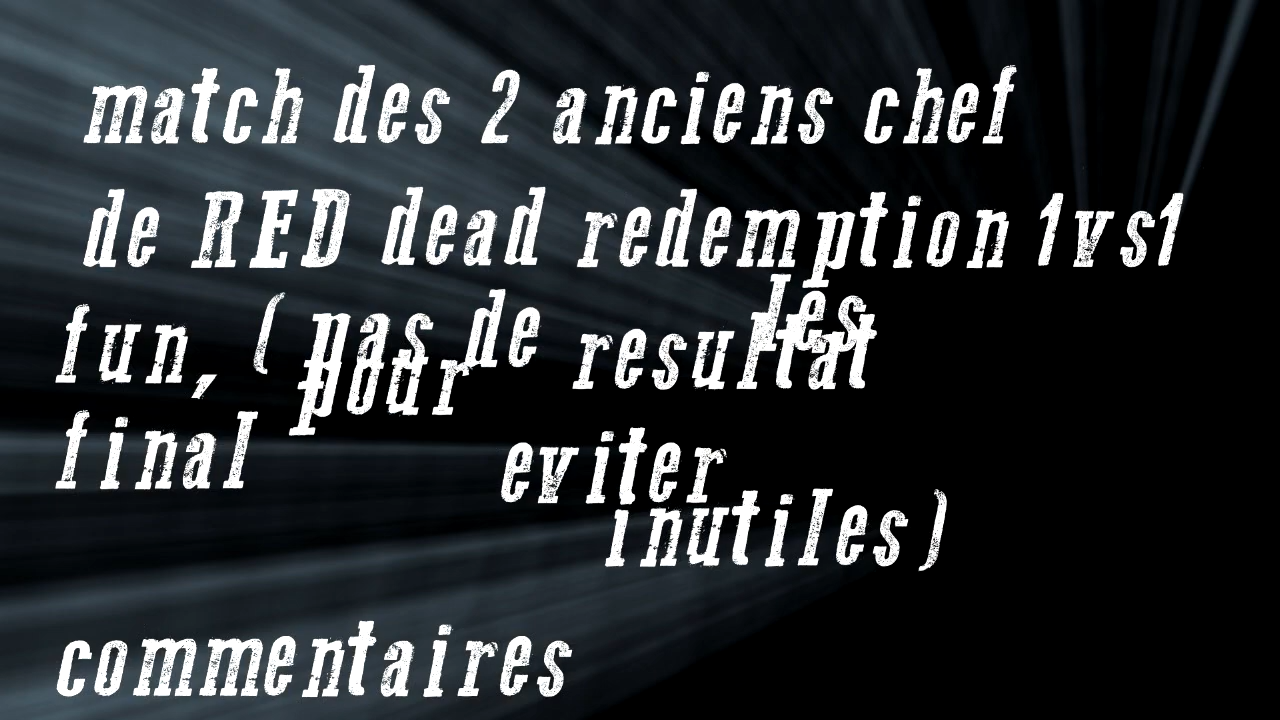 match des 2 anciens chef
de RED dead redemption 1vs1
fun, ( pas de resultat
final pour eviter les
commentaires inutiles)